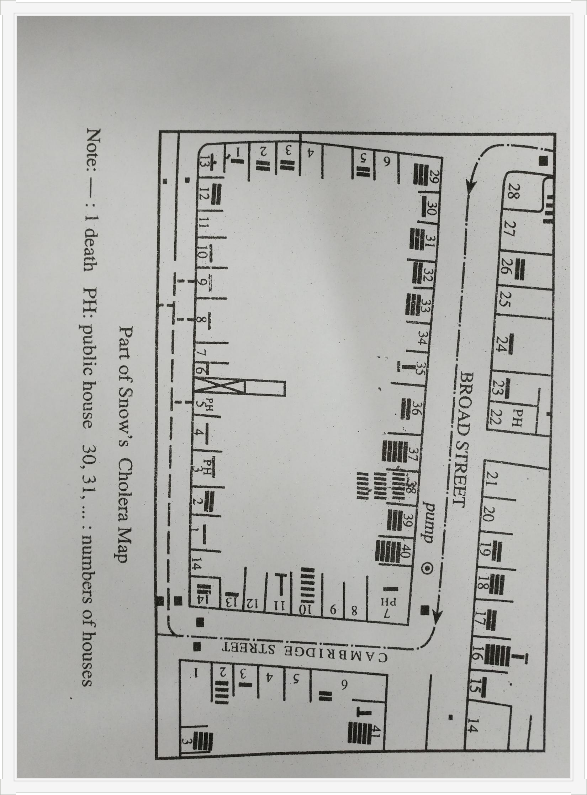 28 27 26 25 24 23 22 PH 21 20 19 18 17 16 15 14
BROAD STREET
pump
29 30 31 32 33 34 35 36 37 38 39 40
6
5
4
3
2
1
7 PH
8
9
10
11
12
13
14
CAMBRIDGE STREET
41
6
5
4
3
2
1
3
13 12 11 10 9 8 7 6 5 PH 4 3 PH 2 1 14
Part of Snow's Cholera Map
Note: — : 1 death PH: public house 30, 31, ... : numbers of houses